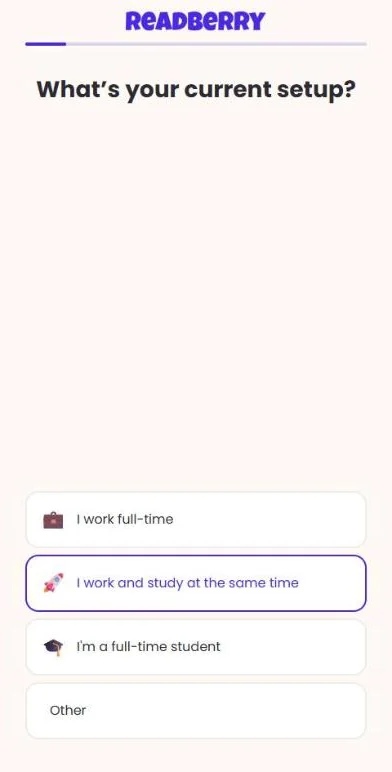 READBERRY
What’s your current setup?
I work full-time
I work and study at the same time
I'm a full-time student
Other